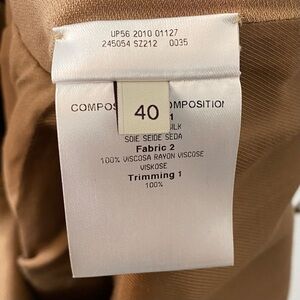 UP56 2010 01127
245054 SZ212 0035
40
COMPOS OMPOSITION
1
ILK
SOIE SEIDE SEDA
Fabric 2
100% VISCOSA RAYON VISCOSE
VISKOSE
Trimming 1
100%